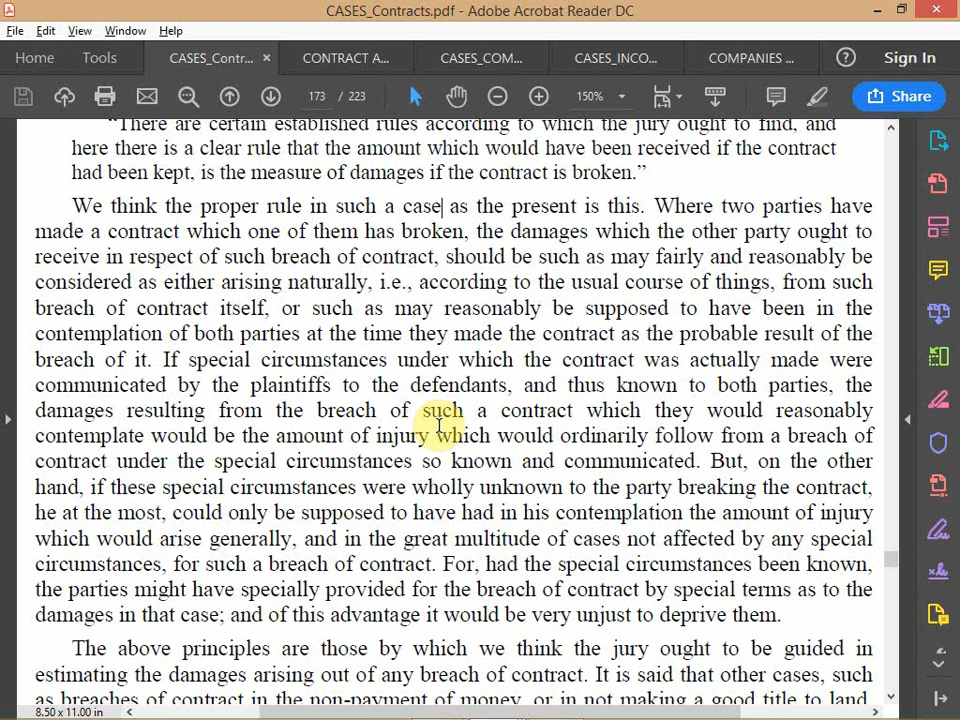 CASES_Contracts.pdf - Adobe Acrobat Reader DC
File Edit View Window Help
Home Tools CASES_Contr... × CONTRACT A... CASES_COM... CASES_INCO... COMPANIES ... Sign In
173 / 223 150% Share
“There are certain established rules according to which the jury ought to find, and
here there is a clear rule that the amount which would have been received if the contract
had been kept, is the measure of damages if the contract is broken.”
We think the proper rule in such a case as the present is this. Where two parties have
made a contract which one of them has broken, the damages which the other party ought to
receive in respect of such breach of contract, should be such as may fairly and reasonably be
considered as either arising naturally, i.e., according to the usual course of things, from such
breach of contract itself, or such as may reasonably be supposed to have been in the
contemplation of both parties at the time they made the contract as the probable result of the
breach of it. If special circumstances under which the contract was actually made were
communicated by the plaintiffs to the defendants, and thus known to both parties, the
damages resulting from the breach of such a contract which they would reasonably
contemplate would be the amount of injury which would ordinarily follow from a breach of
contract under the special circumstances so known and communicated. But, on the other
hand, if these special circumstances were wholly unknown to the party breaking the contract,
he at the most, could only be supposed to have had in his contemplation the amount of injury
which would arise generally, and in the great multitude of cases not affected by any special
circumstances, for such a breach of contract. For, had the special circumstances been known,
the parties might have specially provided for the breach of contract by special terms as to the
damages in that case; and of this advantage it would be very unjust to deprive them.
The above principles are those by which we think the jury ought to be guided in
estimating the damages arising out of any breach of contract. It is said that other cases, such
as breaches of contract in the non-payment of money, or in not making a good title to land,
8.50 x 11.00 in